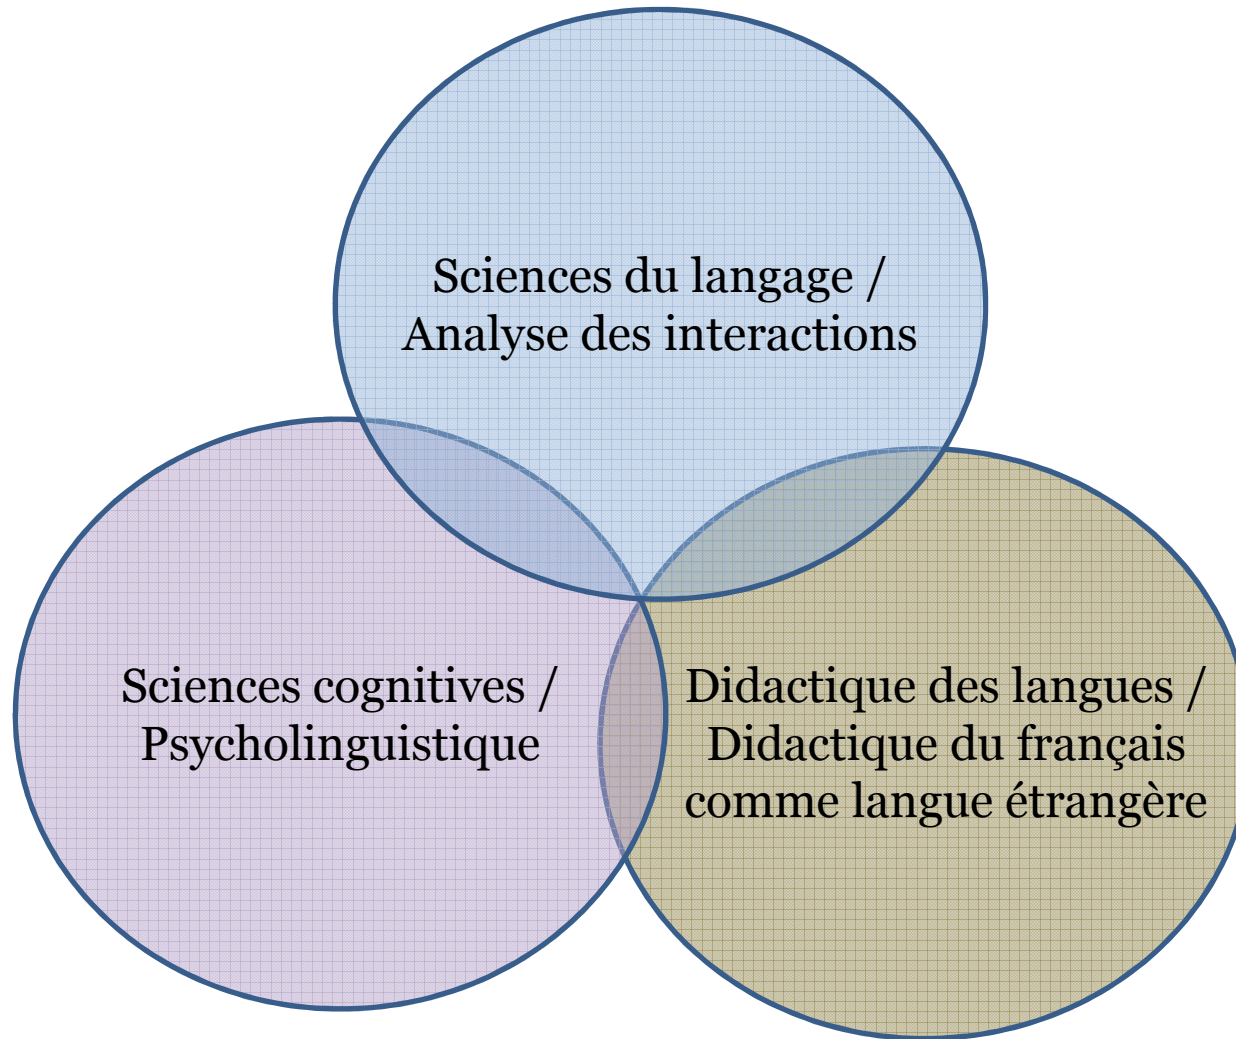 Sciences du langage /
Analyse des interactions
Sciences cognitives /
Psycholinguistique
Didactique des langues /
Didactique du français
comme langue étrangère